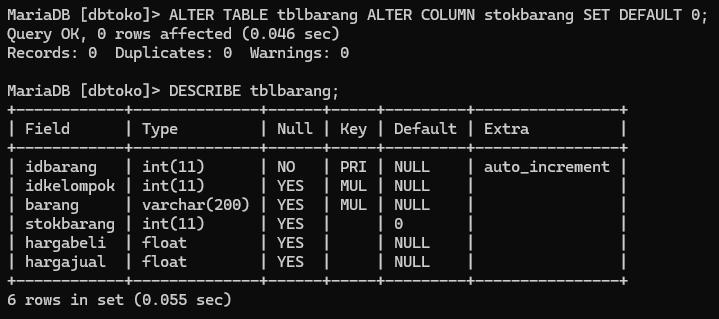 MariaDB [dbtoko]> ALTER TABLE tblbarang ALTER COLUMN stokbarang SET DEFAULT 0;
Query OK, 0 rows affected (0.046 sec)
Records: 0  Duplicates: 0  Warnings: 0

MariaDB [dbtoko]> DESCRIBE tblbarang;
+------------+--------------+------+-----+---------+----------------+
| Field      | Type         | Null | Key | Default | Extra          |
+------------+--------------+------+-----+---------+----------------+
| idbarang   | int(11)      | NO   | PRI | NULL    | auto_increment |
| idkelompok | int(11)      | YES  | MUL | NULL    |                |
| barang     | varchar(200) | YES  | MUL | NULL    |                |
| stokbarang | int(11)      | YES  |     | 0       |                |
| hargabeli  | float        | YES  |     | NULL    |                |
| hargajual  | float        | YES  |     | NULL    |                |
+------------+--------------+------+-----+---------+----------------+
6 rows in set (0.055 sec)